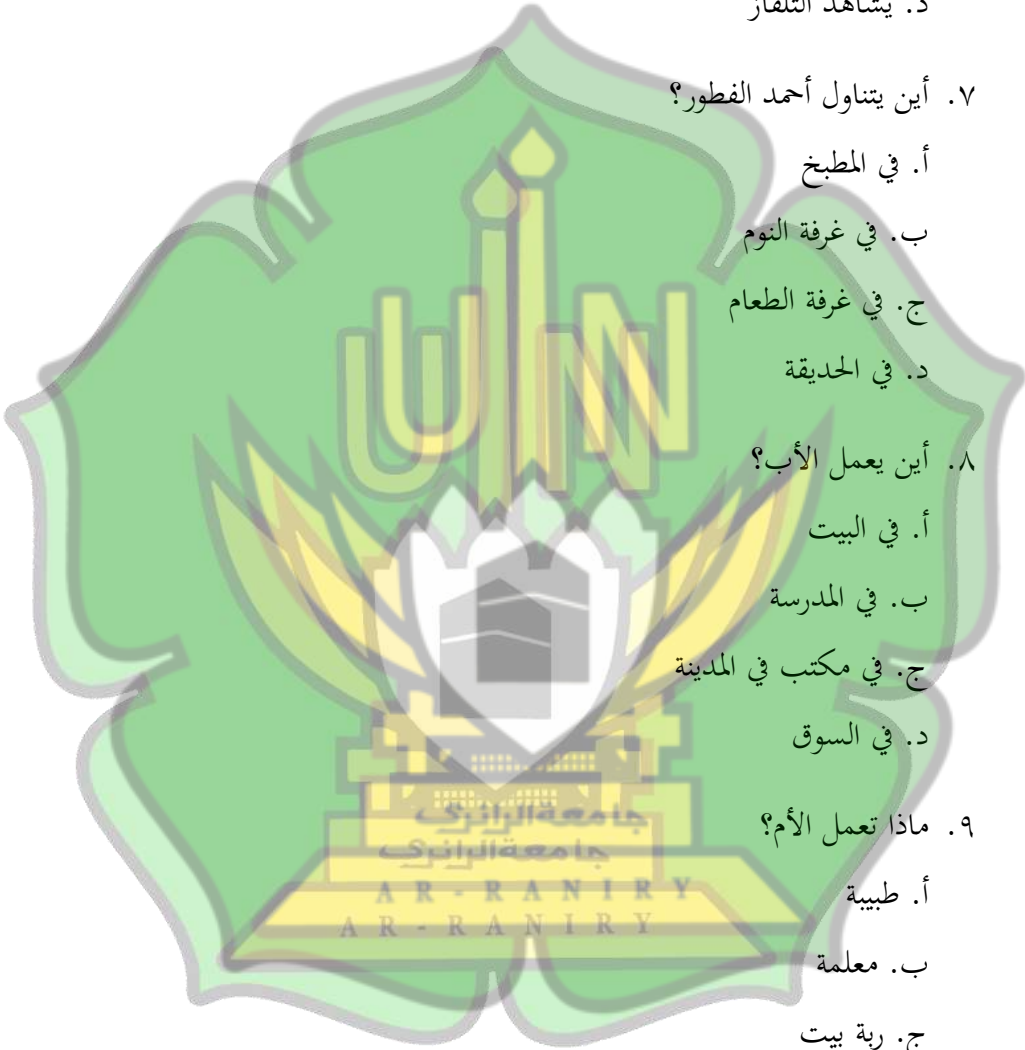 د. يشاهد التلفاز
٧. أين يتناول أحمد الفطور؟
أ. في المطبخ
ب. في غرفة النوم
ج. في غرفة الطعام
د. في الحديقة
٨. أين يعمل الأب؟
أ. في البيت
ب. في المدرسة
ج. في مكتب في المدينة
د. في السوق
٩. ماذا تعمل الأم؟
أ. طبيبة
ب. معلمة
ج. ربة بيت
UIN
جامعة الرانري
جامعة الرانري
AR - RANIRY
AR - RANIRY